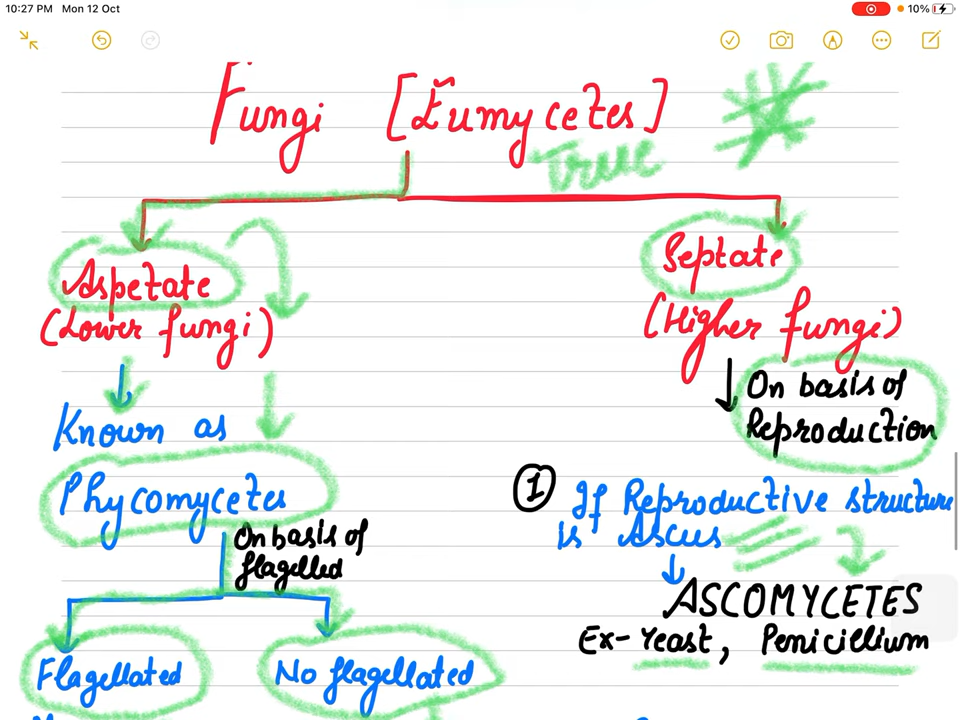 10:27 PM Mon 12 Oct
10%
Fungi [Eumycetes]
True
Aspetate
(Lower fungi)
Known as
Phycomycetes
On basis of
flagelled
Flagellated
No flagellated
Septate
(Higher fungi)
On basis of
Reproduction
1 If Reproductive structure
is Ascus
ASCOMYCETES
Ex- Yeast, Penicillium